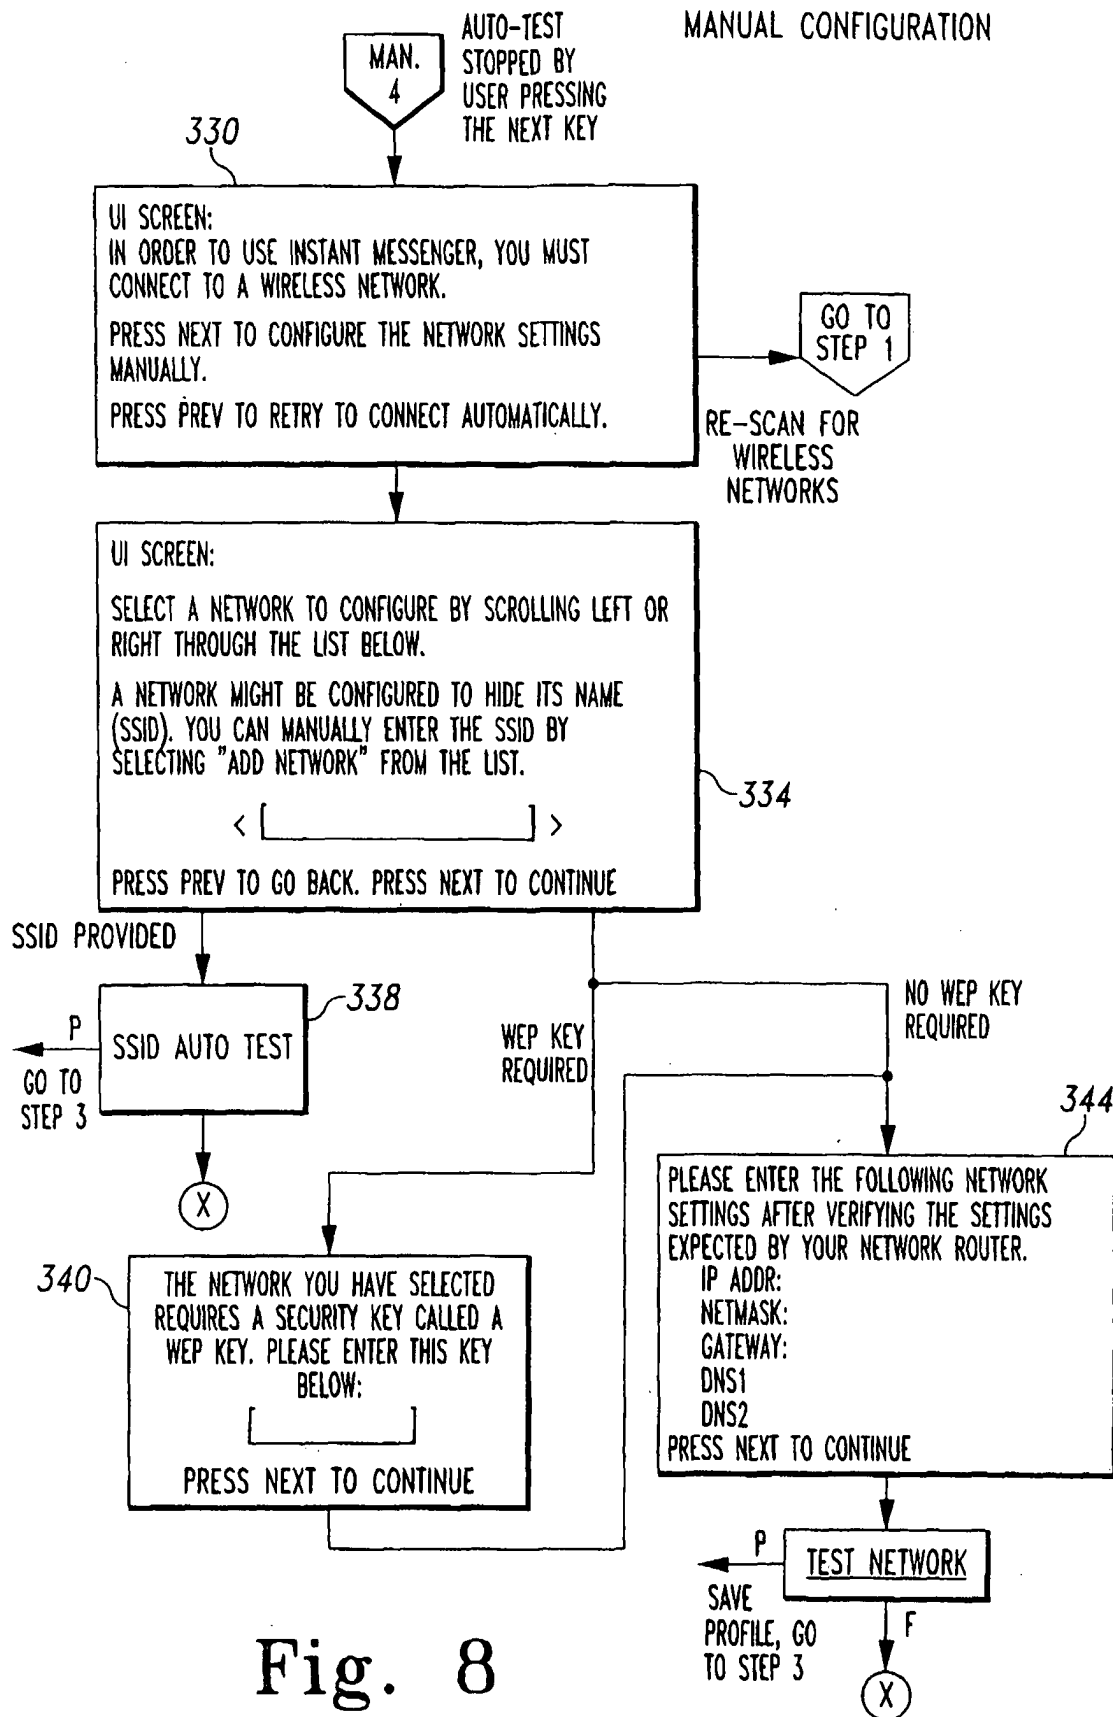 MANUAL CONFIGURATION
MAN.
4
AUTO-TEST
STOPPED BY
USER PRESSING
THE NEXT KEY
330
UI SCREEN:
IN ORDER TO USE INSTANT MESSENGER, YOU MUST
CONNECT TO A WIRELESS NETWORK.
PRESS NEXT TO CONFIGURE THE NETWORK SETTINGS
MANUALLY.
PRESS PREV TO RETRY TO CONNECT AUTOMATICALLY.
GO TO
STEP 1
RE-SCAN FOR
WIRELESS
NETWORKS
UI SCREEN:
SELECT A NETWORK TO CONFIGURE BY SCROLLING LEFT OR
RIGHT THROUGH THE LIST BELOW.
A NETWORK MIGHT BE CONFIGURED TO HIDE ITS NAME
(SSID). YOU CAN MANUALLY ENTER THE SSID BY
SELECTING "ADD NETWORK" FROM THE LIST.
< [ ] >
PRESS PREV TO GO BACK. PRESS NEXT TO CONTINUE
334
SSID PROVIDED
338
SSID AUTO TEST
P
GO TO
STEP 3
X
WEP KEY
REQUIRED
NO WEP KEY
REQUIRED
340
THE NETWORK YOU HAVE SELECTED
REQUIRES A SECURITY KEY CALLED A
WEP KEY. PLEASE ENTER THIS KEY
BELOW:
[ ]
PRESS NEXT TO CONTINUE
344
PLEASE ENTER THE FOLLOWING NETWORK
SETTINGS AFTER VERIFYING THE SETTINGS
EXPECTED BY YOUR NETWORK ROUTER.
IP ADDR:
NETMASK:
GATEWAY:
DNS1
DNS2
PRESS NEXT TO CONTINUE
TEST NETWORK
P
SAVE
PROFILE, GO
TO STEP 3
F
X
Fig. 8